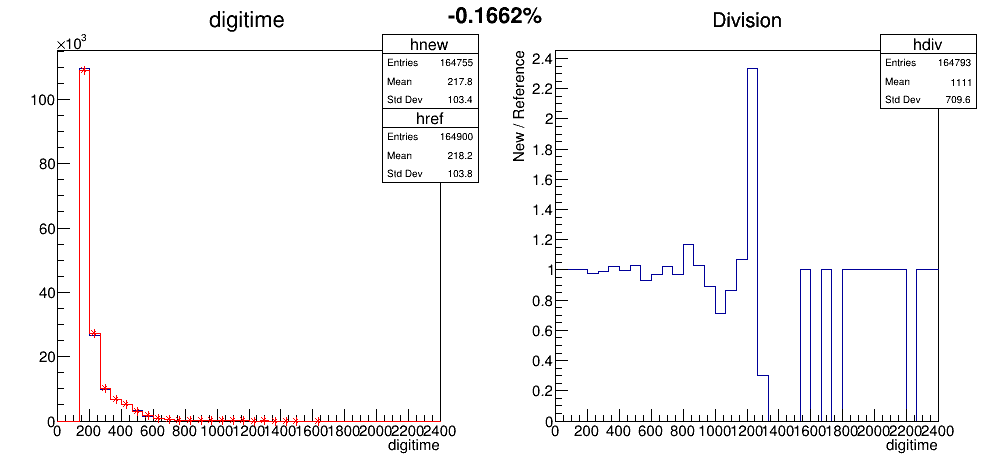 digitime
-0.1662%
Division
×10³
hnew
Entries 164755
Mean 217.8
Std Dev 103.4
href
Entries 164900
Mean 218.2
Std Dev 103.8
100
80
60
40
20
0
0 200 400 600 800 1000 1200 1400 1600 1800 2000 2200 2400
digitime
hdiv
Entries 164793
Mean 1111
Std Dev 709.6
New / Reference
2.4
2.2
2
1.8
1.6
1.4
1.2
1
0.8
0.6
0.4
0.2
0
0 200 400 600 800 1000 1200 1400 1600 1800 2000 2200 2400
digitime